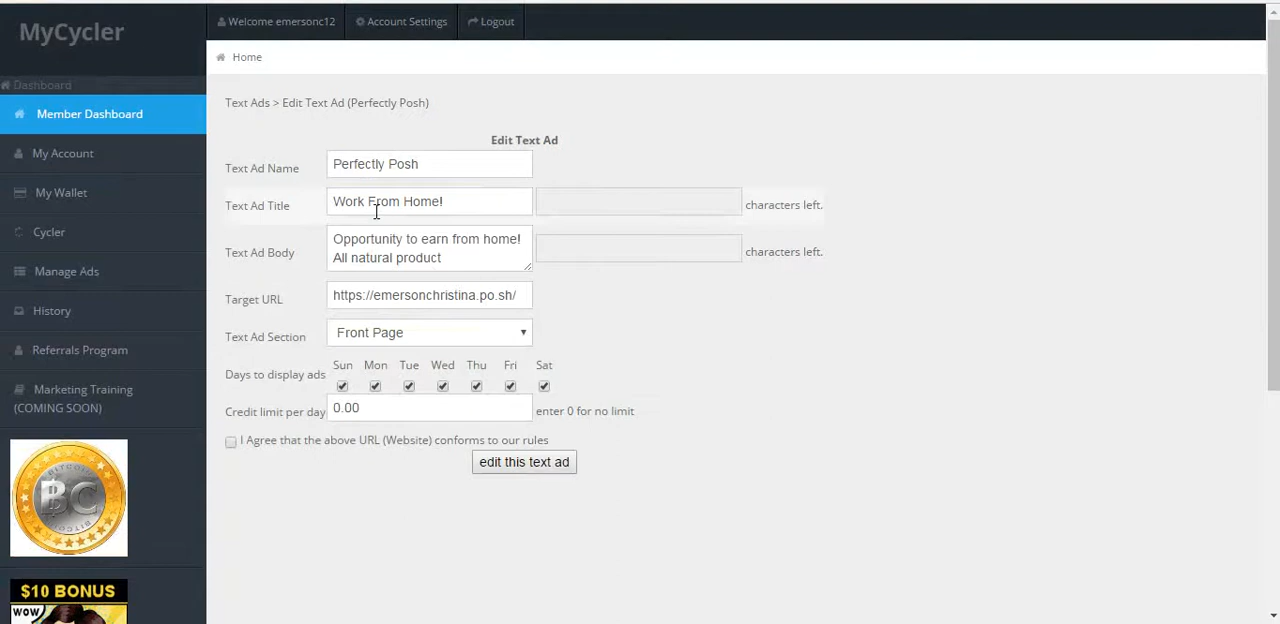 MyCycler
Welcome emersonc12
Account Settings
Logout
Home
Dashboard
Member Dashboard
My Account
My Wallet
Cycler
Manage Ads
History
Referrals Program
Marketing Training
(COMING SOON)
BC
BITCOIN
$10 BONUS
WOW
Text Ads > Edit Text Ad (Perfectly Posh)
Edit Text Ad
Text Ad Name Perfectly Posh
Text Ad Title Work From Home! characters left.
Text Ad Body Opportunity to earn from home!
All natural product
characters left.
Target URL https://emersonchristina.po.sh/
Text Ad Section Front Page
Sun Mon Tue Wed Thu Fri Sat
Days to display ads
Credit limit per day 0.00 enter 0 for no limit
I Agree that the above URL (Website) conforms to our rules
edit this text ad